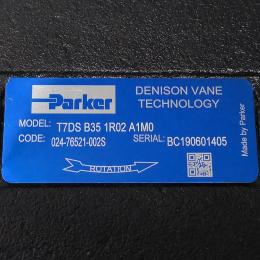 Parker
DENISON VANE
TECHNOLOGY
MODEL: T7DS B35 1R02 A1M0
CODE: 024-76521-002S SERIAL: BC190601405
ROTATION
Made by Parker